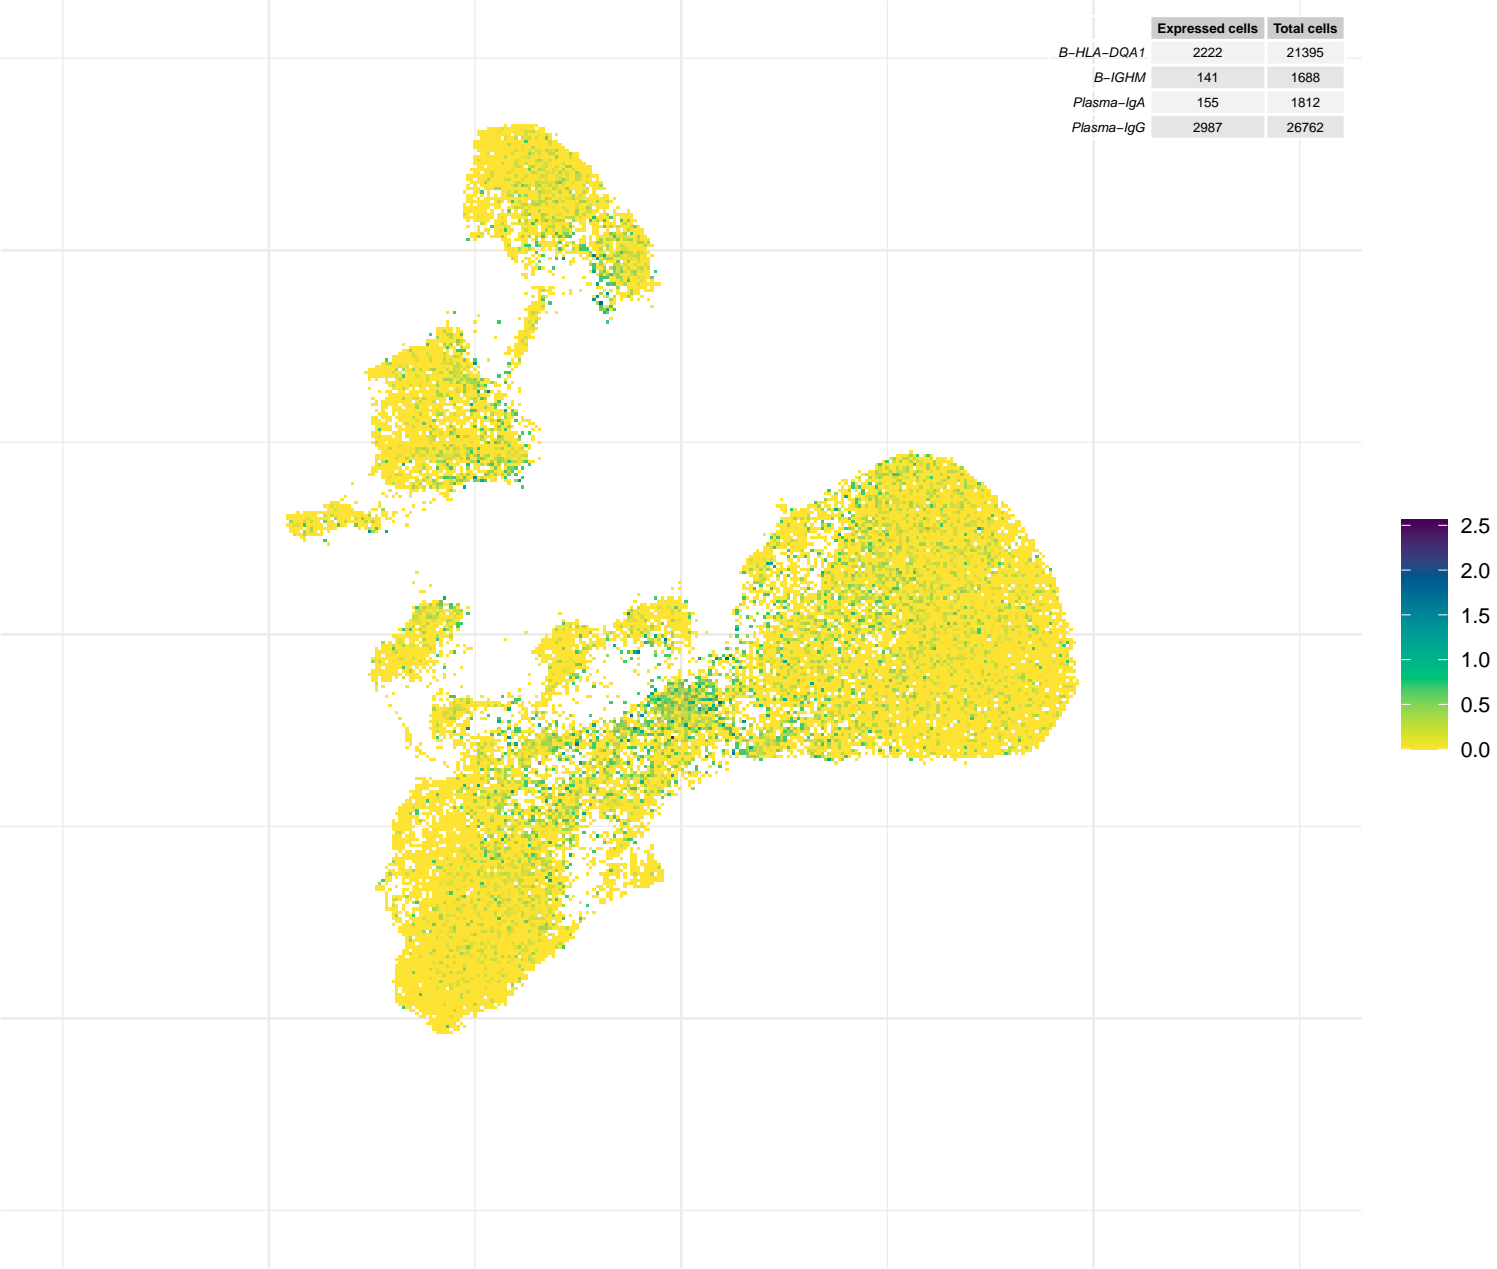 Expressed cells Total cells
B−HLA−DQA1 2222 21395
B−IGHM 141 1688
Plasma−IgA 155 1812
Plasma−IgG 2987 26762
2.5
2.0
1.5
1.0
0.5
0.0